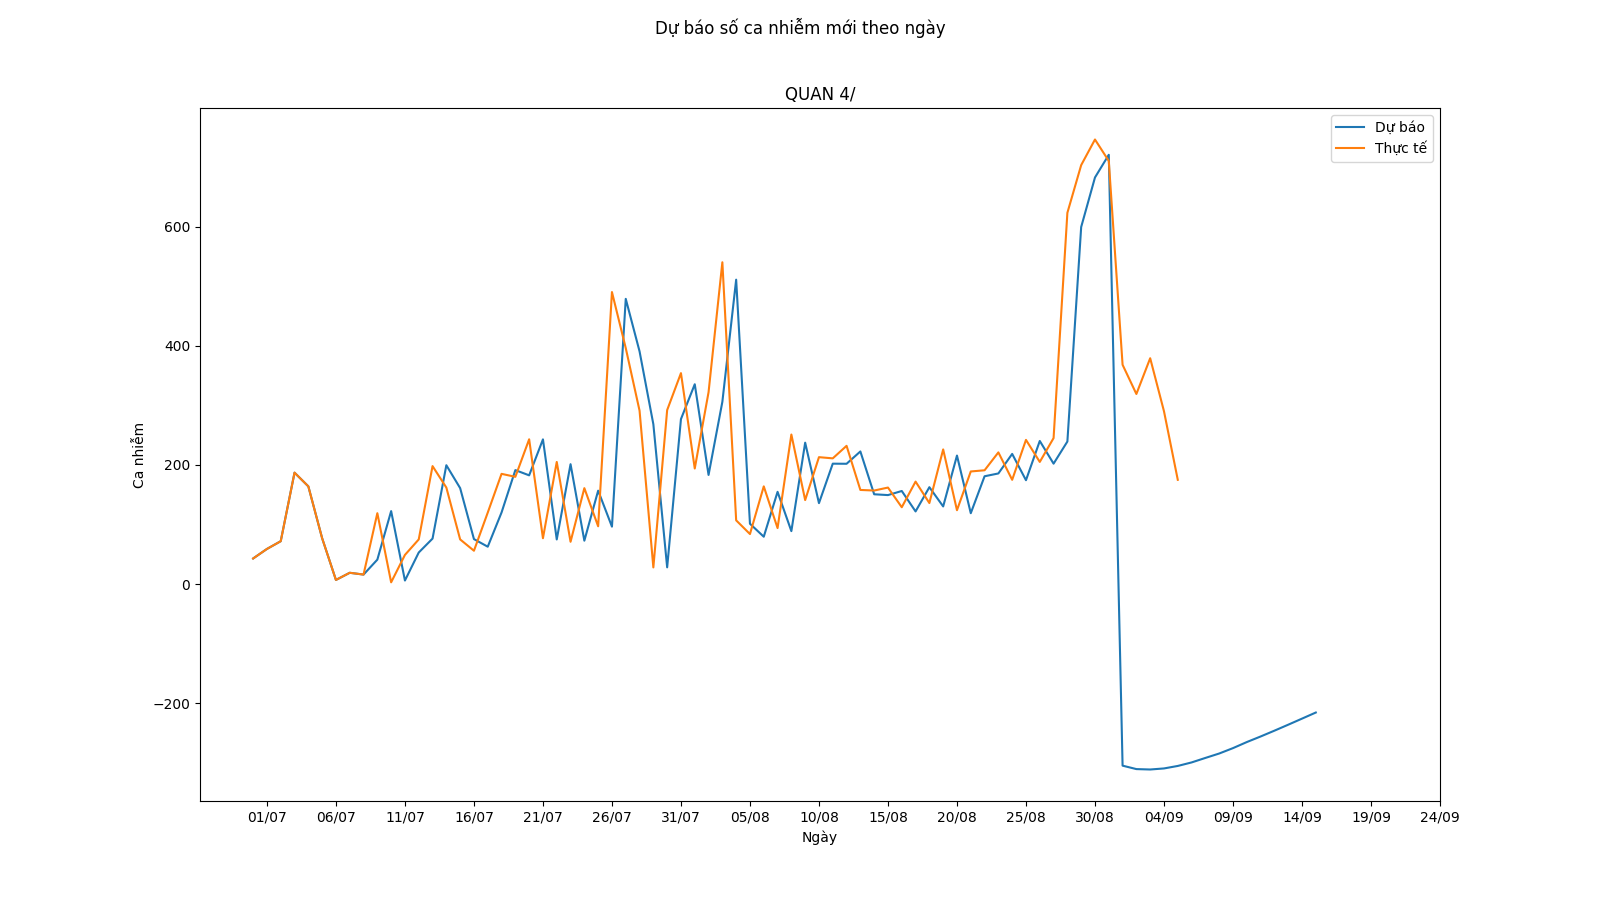 Dự báo số ca nhiễm mới theo ngày
QUAN 4/
Dự báo
Thực tế
Ca nhiễm
600
400
200
0
−200
01/07 06/07 11/07 16/07 21/07 26/07 31/07 05/08 10/08 15/08 20/08 25/08 30/08 04/09 09/09 14/09 19/09 24/09
Ngày